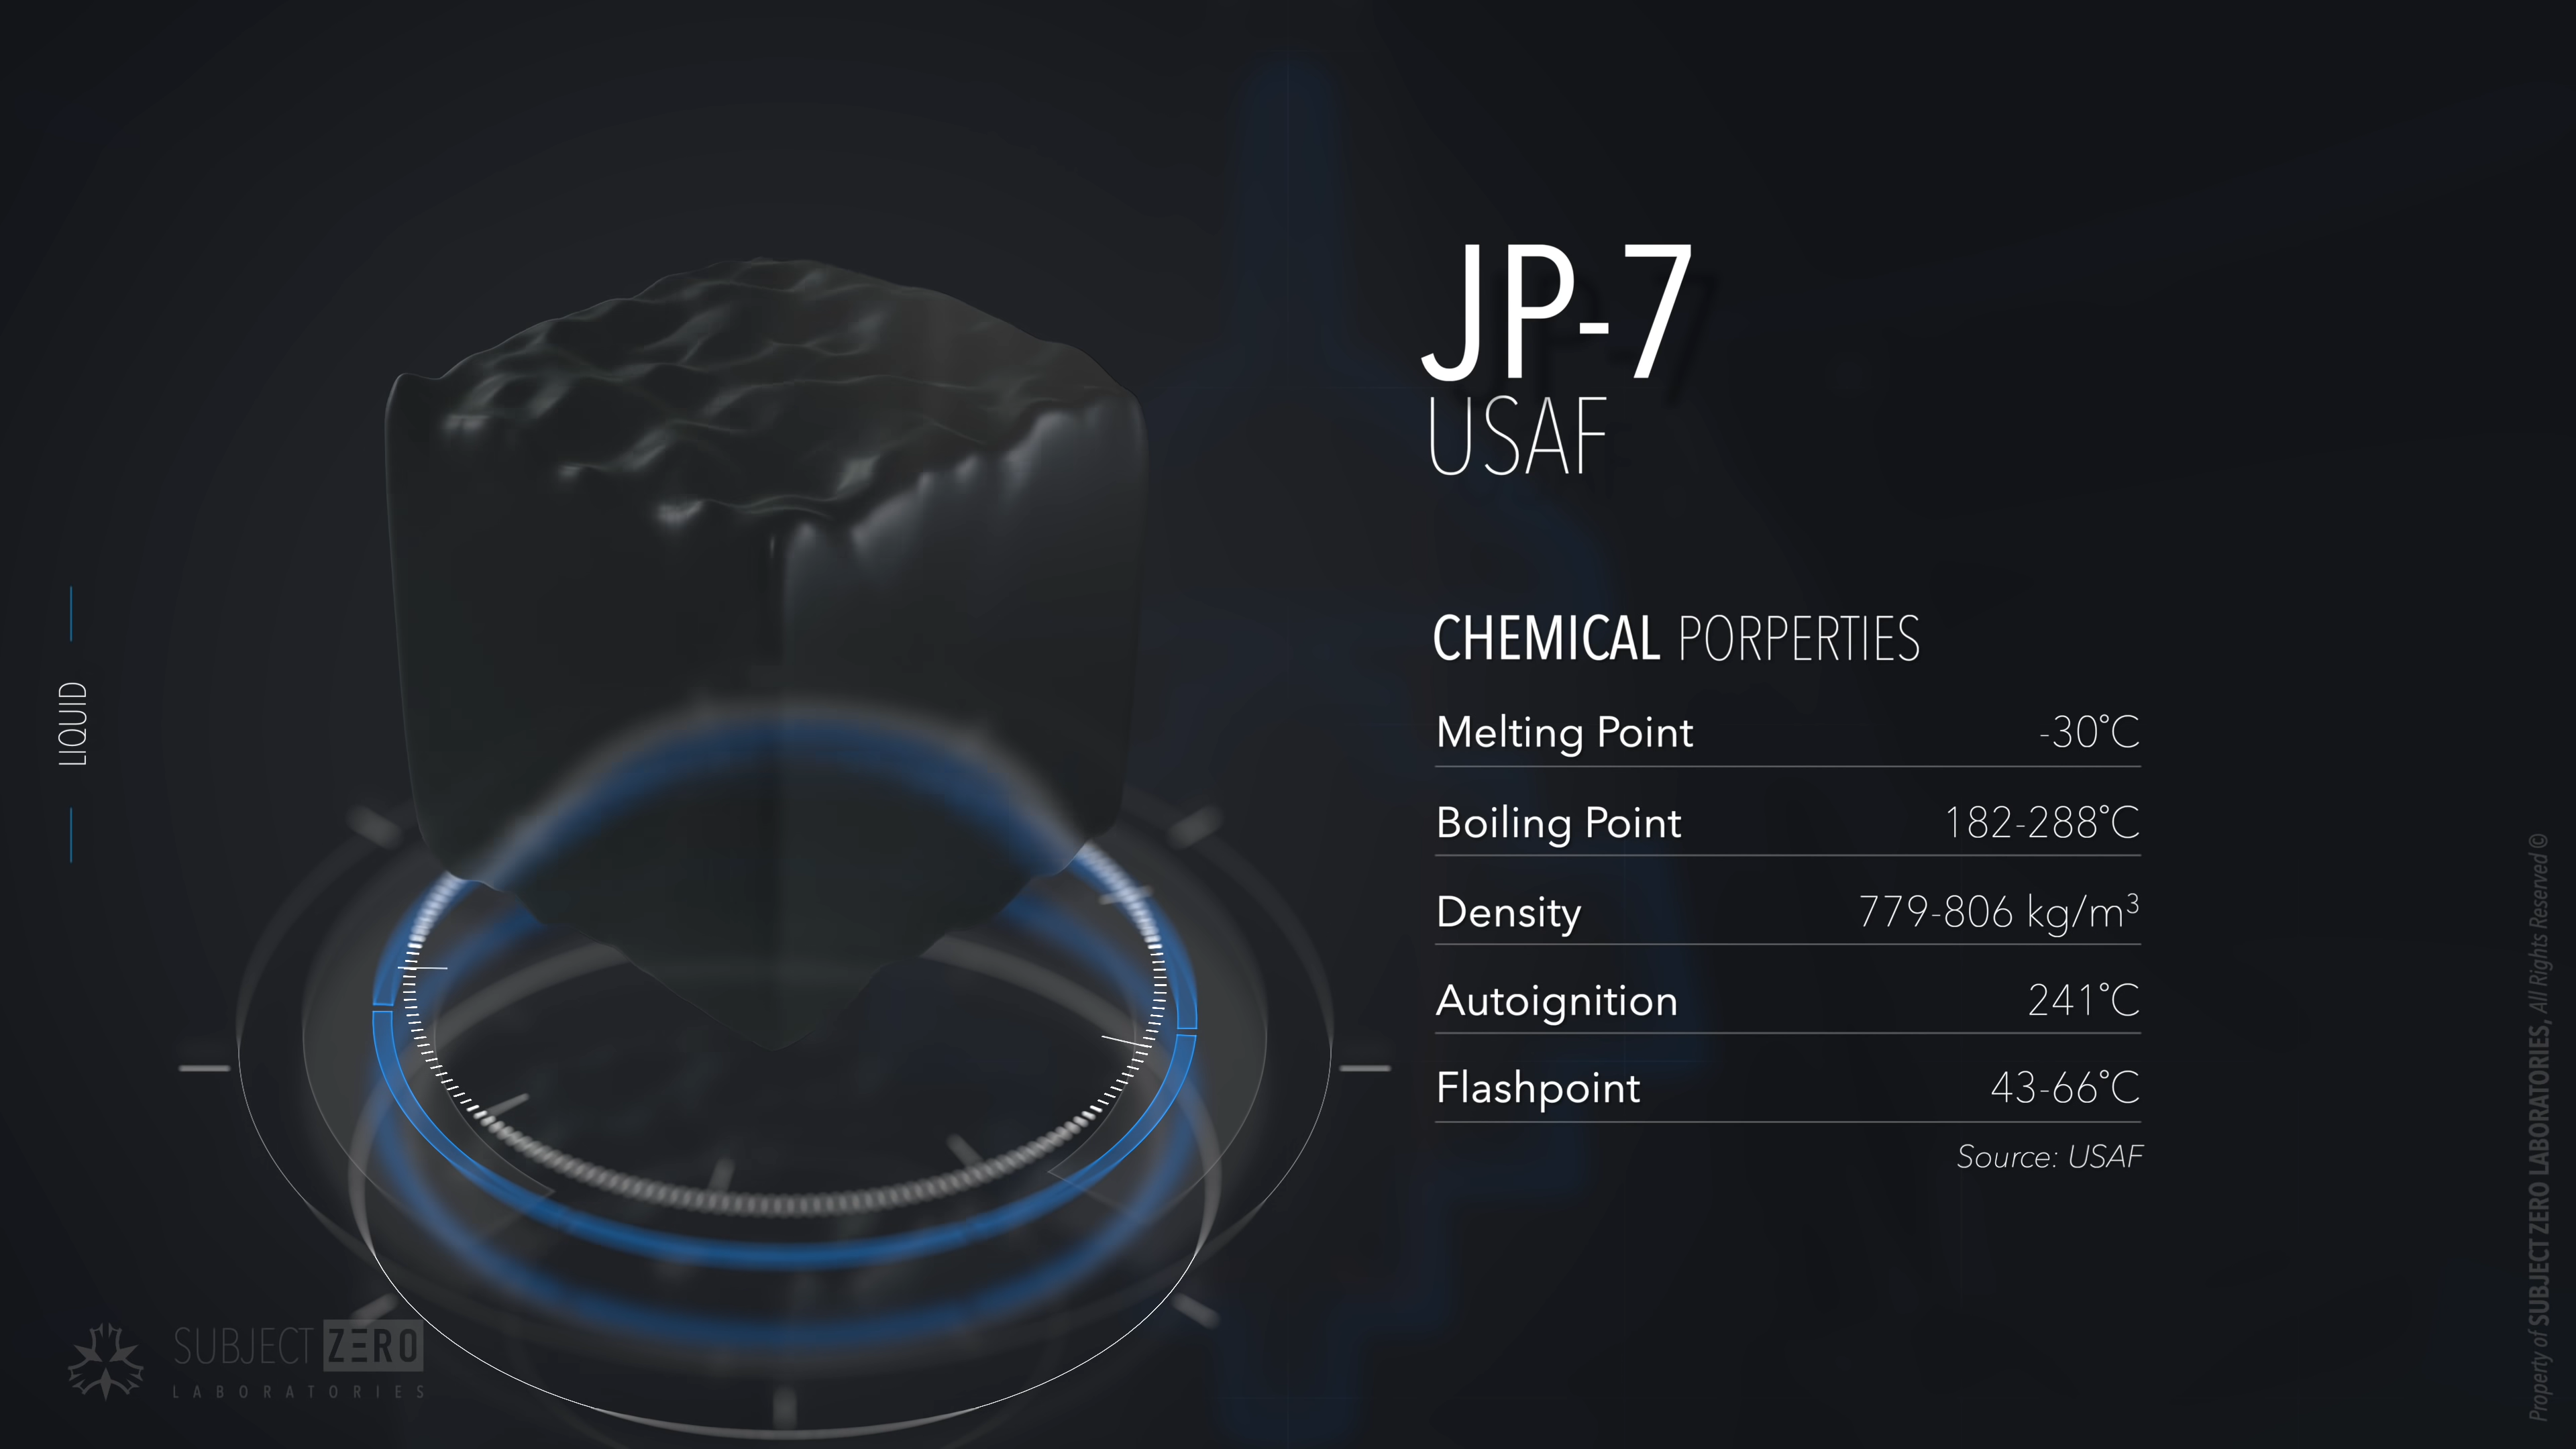 JP-7
USAF
LIQUID
CHEMICAL PORPERTIES
Melting Point -30°C
Boiling Point 182-288°C
Density 779-806 kg/m³
Autoignition 241°C
Flashpoint 43-66°C
Source: USAF
SUBJECT ZERO
LABORATORIES
Property of SUBJECT ZERO LABORATORIES, All Rights Reserved ©